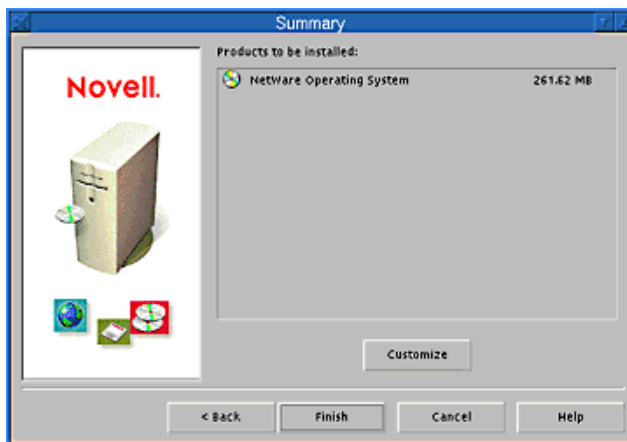 Summary
Novell.
Products to be installed:
NetWare Operating System 261.62 MB
Customize
< Back Finish Cancel Help